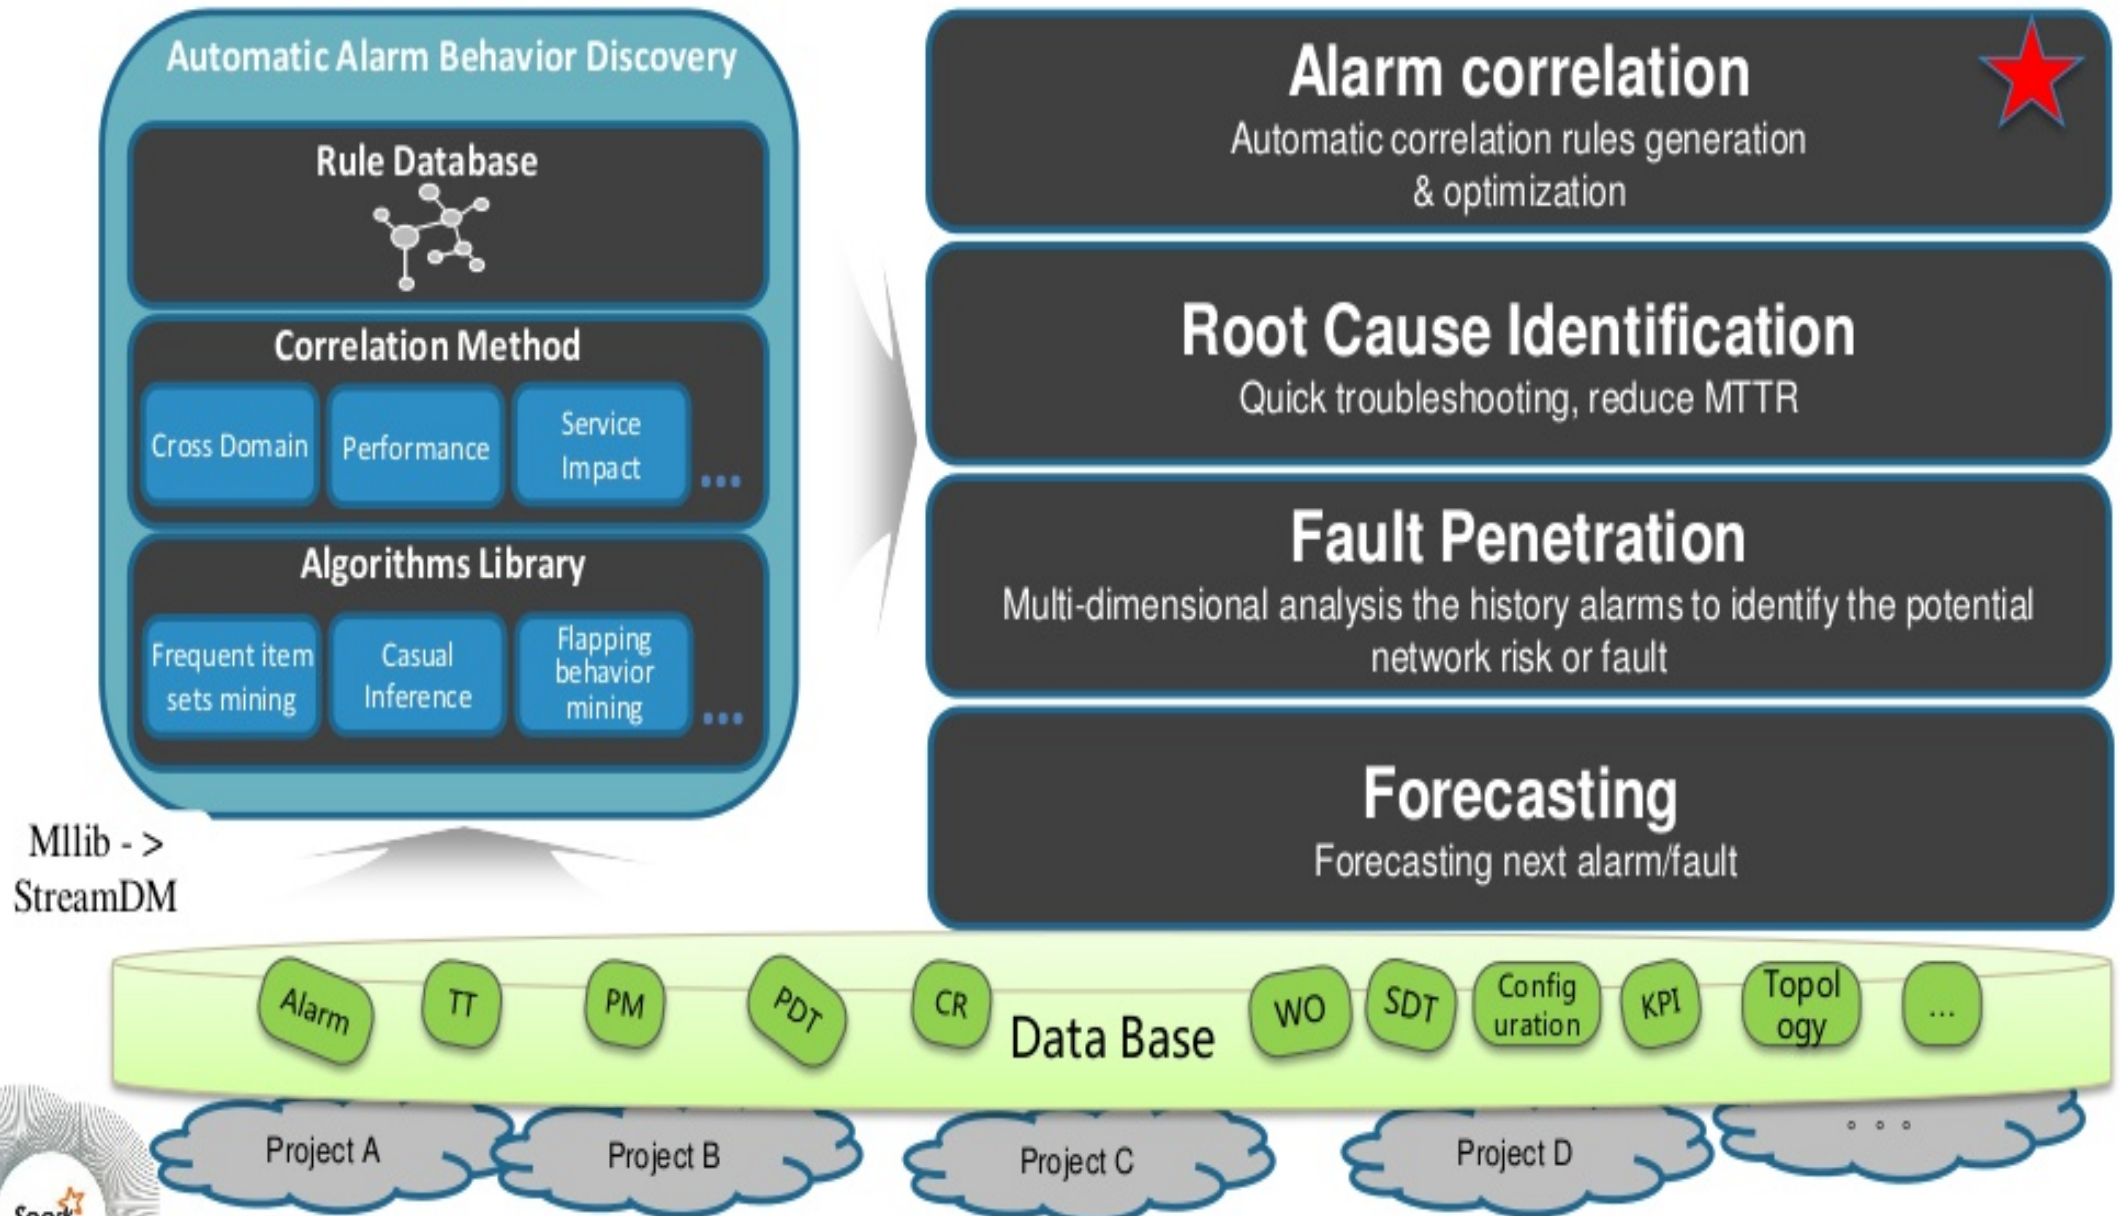 Automatic Alarm Behavior Discovery
Rule Database
Correlation Method
Cross Domain
Performance
Service
Impact
...
Algorithms Library
Frequent item
sets mining
Casual
Inference
Flapping
behavior
mining
...
Mllib - >
StreamDM
Alarm correlation
Automatic correlation rules generation
& optimization
Root Cause Identification
Quick troubleshooting, reduce MTTR
Fault Penetration
Multi-dimensional analysis the history alarms to identify the potential
network risk or fault
Forecasting
Forecasting next alarm/fault
Alarm
TT
PM
PDT
CR
Data Base
WO
SDT
Config
uration
KPI
Topol
ogy
...
Project A
Project B
Project C
Project D
。。。